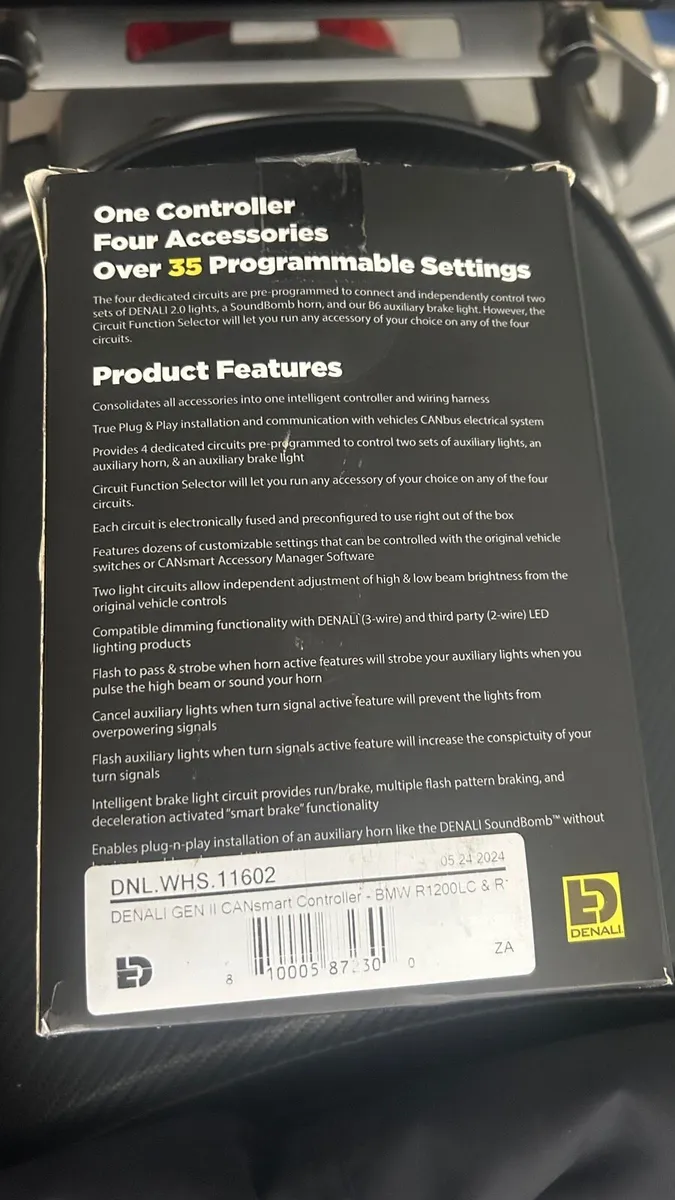 One Controller
Four Accessories
Over 35 Programmable Settings
The four dedicated circuits are pre-programmed to connect and independently control two
sets of DENALI 2.0 lights, a SoundBomb horn, and our B6 auxiliary brake light. However, the
Circuit Function Selector will let you run any accessory of your choice on any of the four
circuits.
Product Features
Consolidates all accessories into one intelligent controller and wiring harness
True Plug & Play installation and communication with vehicles CANbus electrical system
Provides 4 dedicated circuits pre-programmed to control two sets of auxiliary lights, an
auxiliary horn, & an auxiliary brake light
Circuit Function Selector will let you run any accessory of your choice on any of the four
circuits.
Each circuit is electronically fused and preconfigured to use right out of the box
Features dozens of customizable settings that can be controlled with the original vehicle
switches or CANsmart Accessory Manager Software
Two light circuits allow independent adjustment of high & low beam brightness from the
original vehicle controls
Compatible dimming functionality with DENALI (3-wire) and third party (2-wire) LED
lighting products
Flash to pass & strobe when horn active features will strobe your auxiliary lights when you
pulse the high beam or sound your horn
Cancel auxiliary lights when turn signal active feature will prevent the lights from
overpowering signals
Flash auxiliary lights when turn signals active feature will increase the conspictuity of your
turn signals
Intelligent brake light circuit provides run/brake, multiple flash pattern braking, and
deceleration activated "smart brake" functionality
Enables plug-n-play installation of an auxiliary horn like the DENALI SoundBomb™ without
05.24.2024
DNL.WHS.11602
DENALI GEN II CANsmart Controller - BMW R1200LC & R
8 10005 87 30 0
ZA
DENALI